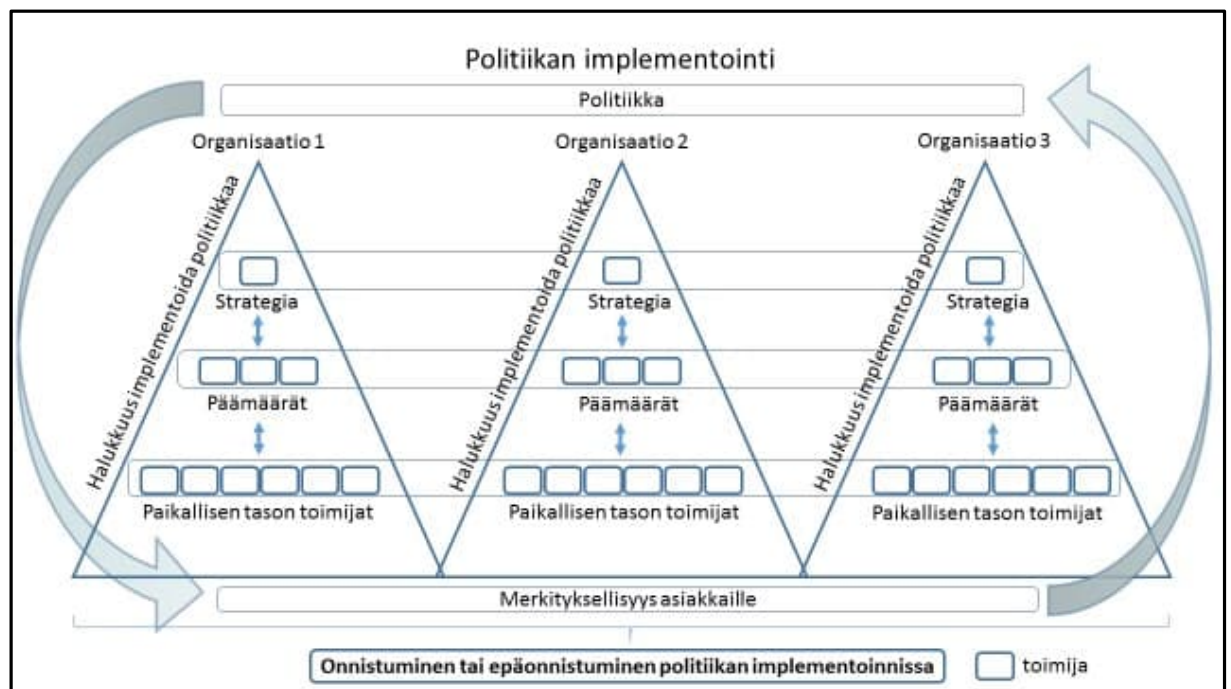 Politiikan implementointi
Politiikka
Organisaatio 1
Organisaatio 2
Organisaatio 3
Halukkuus implementoida politiikkaa
Halukkuus implementoida politiikkaa
Halukkuus implementoida politiikkaa
Strategia
Strategia
Strategia
Päämäärät
Päämäärät
Päämäärät
Paikallisen tason toimijat
Paikallisen tason toimijat
Paikallisen tason toimijat
Merkityksellisyys asiakkaille
Onnistuminen tai epäonnistuminen politiikan implementoinnissa
toimija